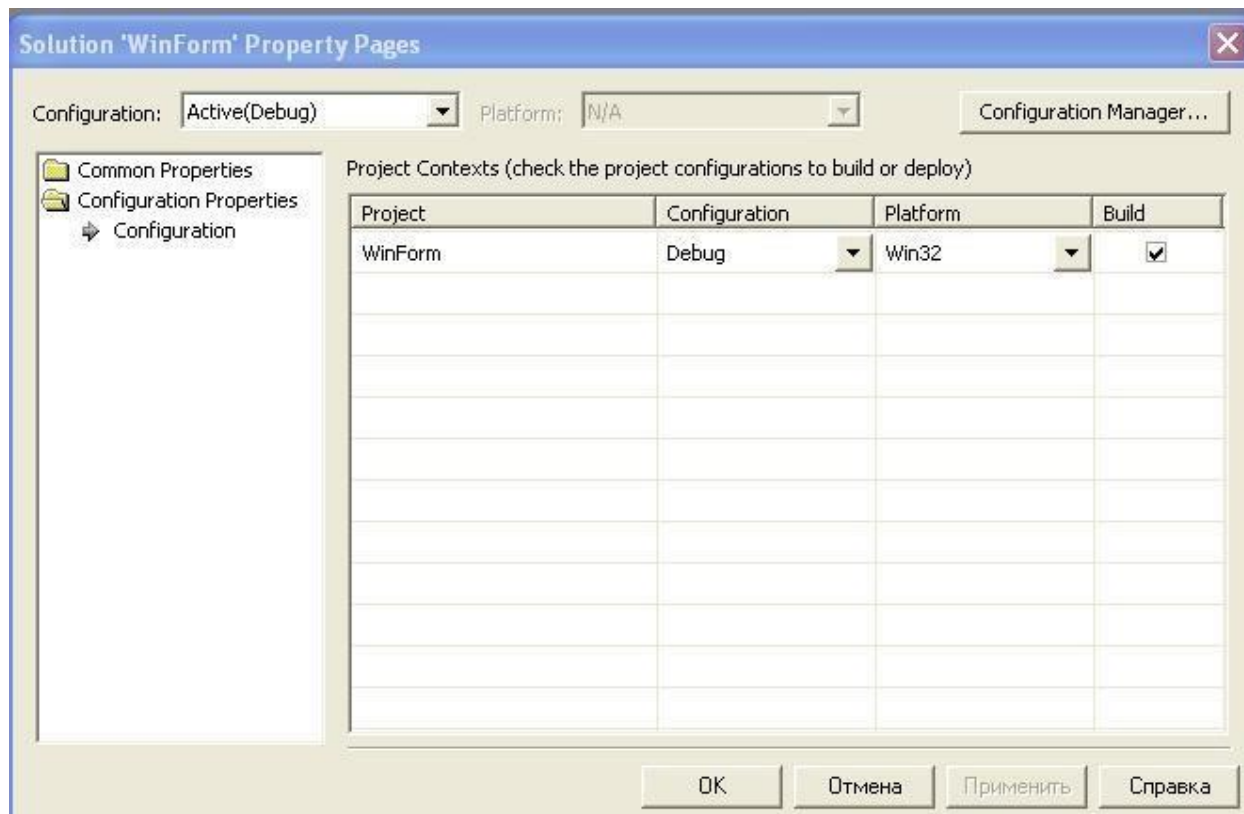 Solution 'WinForm' Property Pages
Configuration: Active(Debug) Platform: N/A Configuration Manager...
Common Properties
Configuration Properties
Configuration
Project Contexts (check the project configurations to build or deploy)
Project Configuration Platform Build
WinForm Debug Win32
OK Отмена Применить Справка